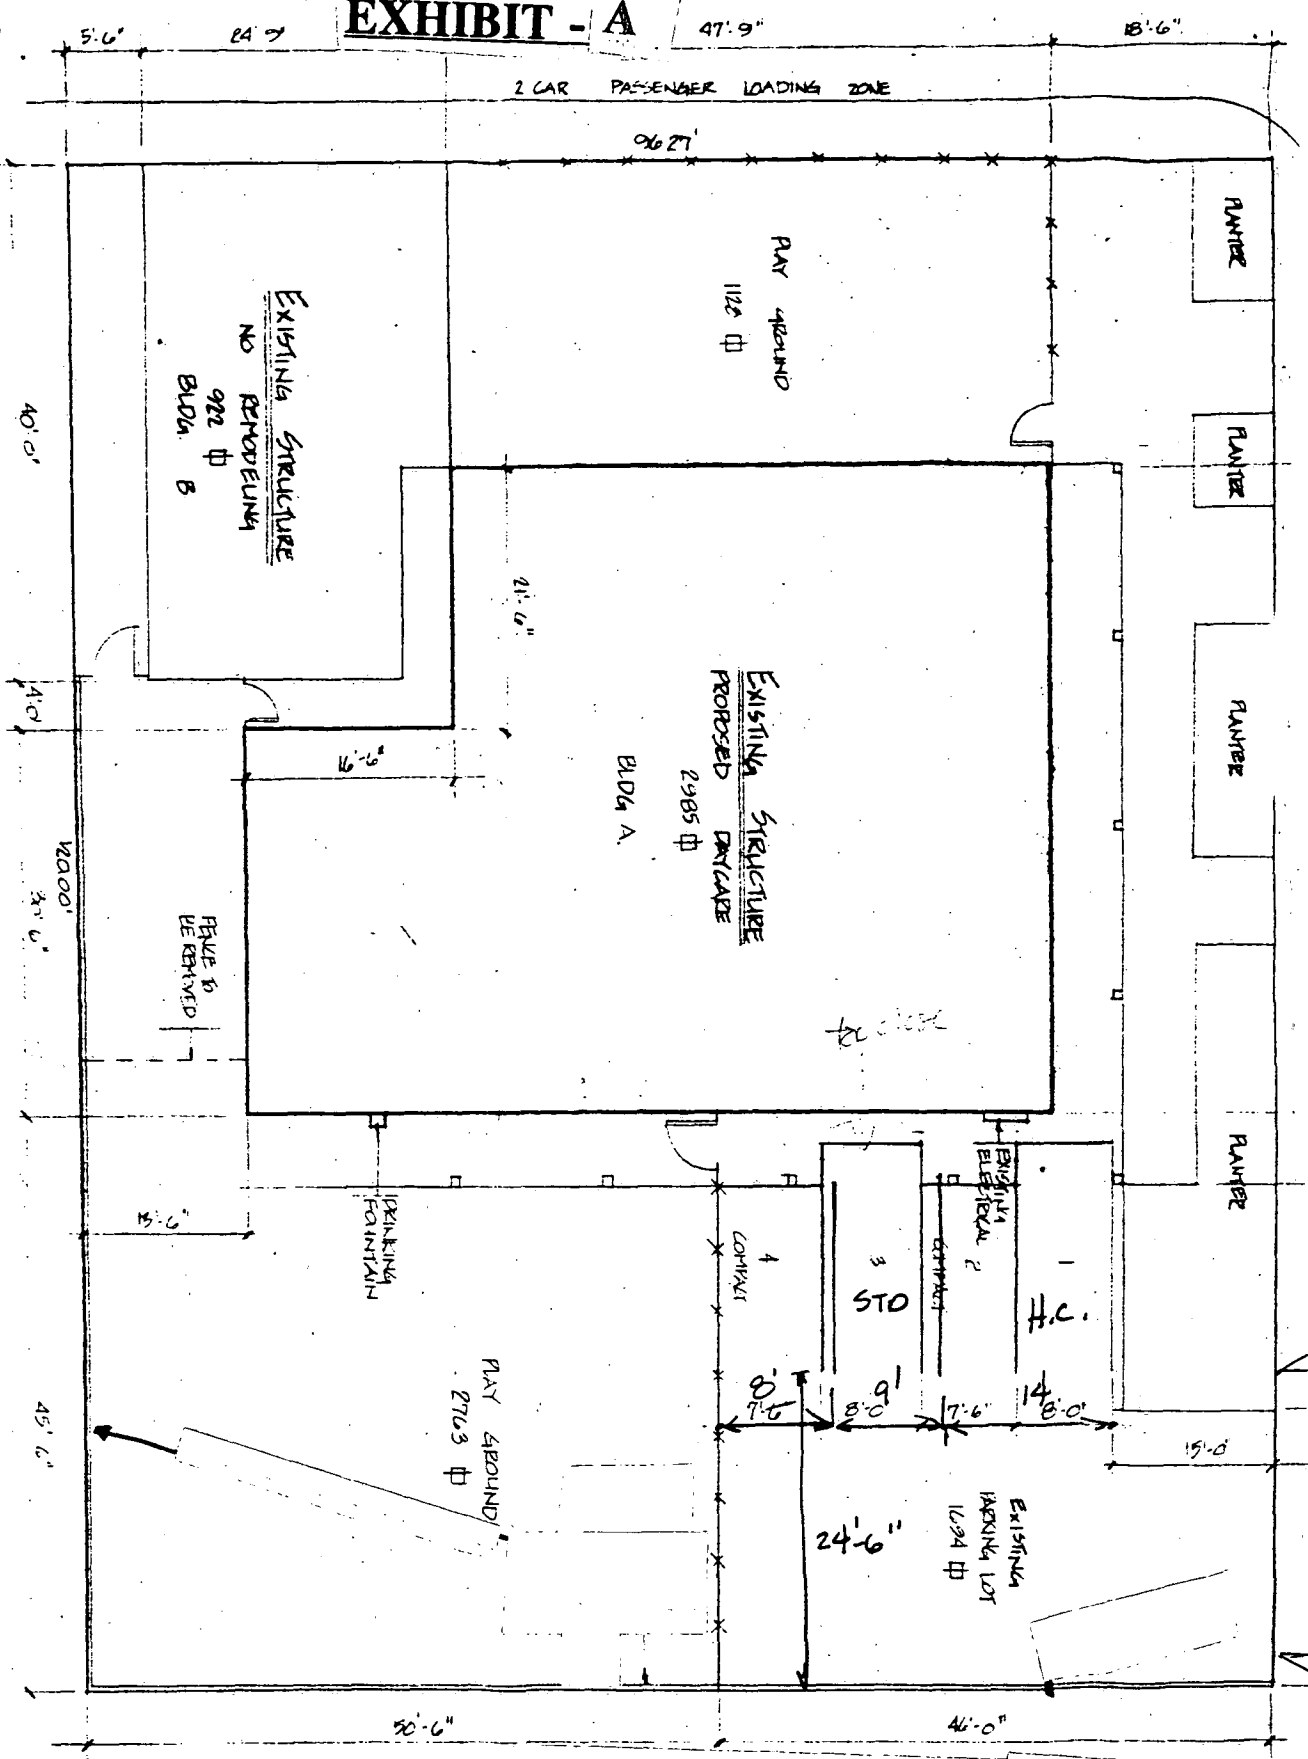 EXHIBIT - A
5'-6"
24'-9"
47'-9"
18'-6"
2 CAR PASSENGER LOADING ZONE
96.27'
PLANTER
PLAY GROUND
1128
EXISTING STRUCTURE
NO REMODELING
922
BLDG. B
PLANTER
40'-0"
21'-6"
PLANTER
EXISTING STRUCTURE
PROPOSED DAYCARE
2985
BLDG A.
4'-0"
16'-6"
120.00'
30'-6"
FENCE TO
BE REMOVED
PLANTER
EXISTING
ELECTRICAL
DRINKING
FOUNTAIN
13'-6"
4
COMPACT
3
STD
2
COMPACT
1
H.C.
8'
7'-6
9'
8'-0"
7'-6"
14
8'-0"
15'-0"
PLAY GROUND
2763
45'-6"
24'-6"
EXISTING
PARKING LOT
1694
50'-6"
46'-0"